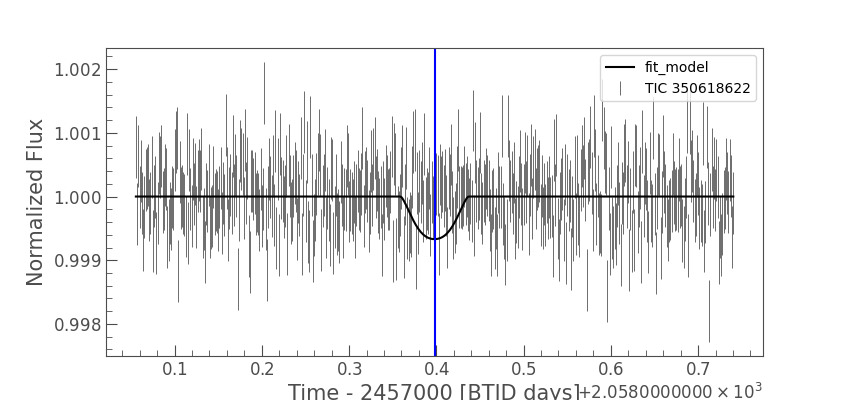 1.002
1.001
1.000
0.999
0.998
Normalized Flux
fit_model
TIC 350618622
0.1 0.2 0.3 0.4 0.5 0.6 0.7
Time - 2457000 [BTJD days]
+2.0580000000 × 10³